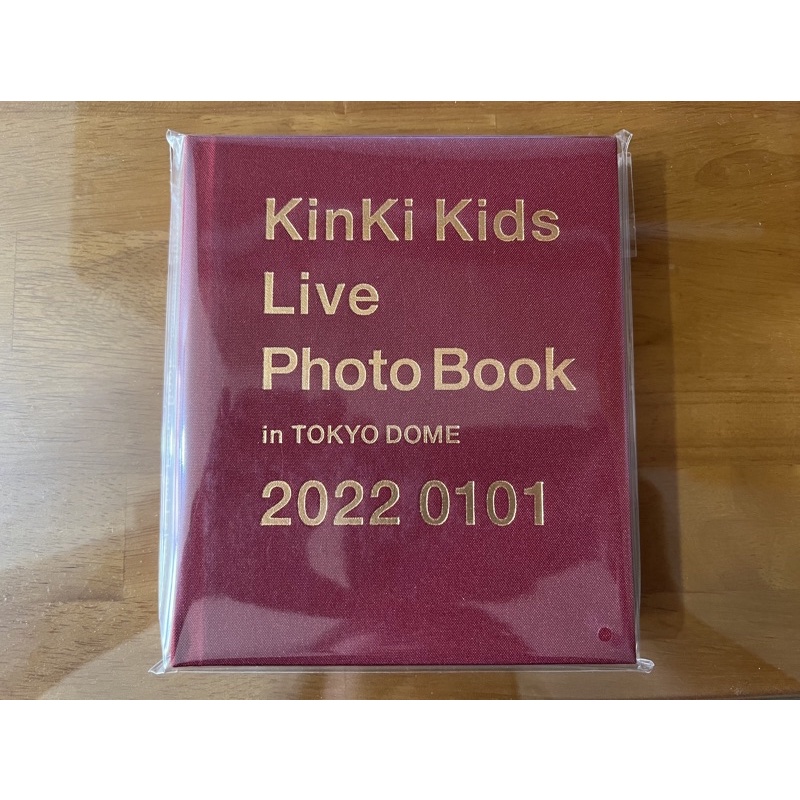 KinKi Kids
Live
Photo Book
in TOKYO DOME
2022 0101